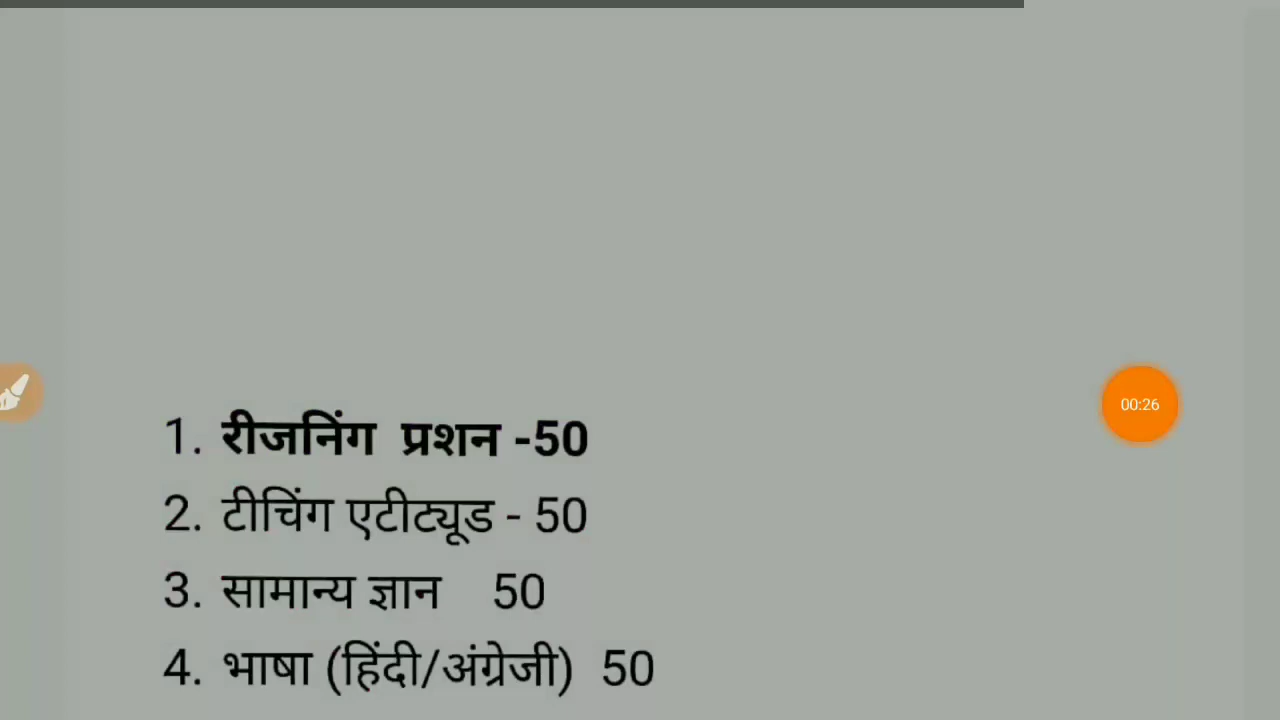 1. रीजनिंग प्रशन -50
00:26
2. टीचिंग एटीट्यूड - 50
3. सामान्य ज्ञान 50
4. भाषा (हिंदी/अंग्रेजी) 50